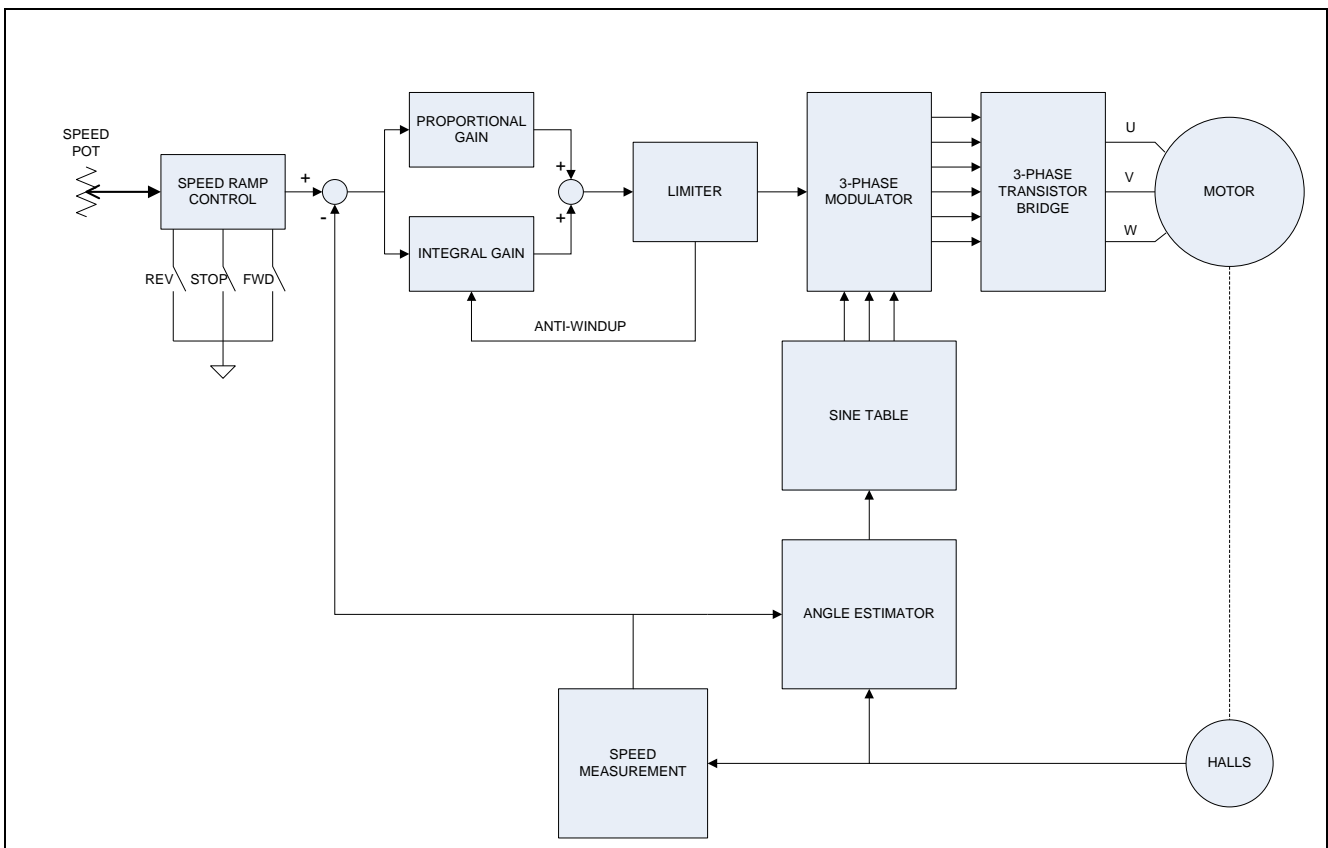 SPEED
POT
SPEED RAMP
CONTROL
REV
STOP
FWD
+
-
PROPORTIONAL
GAIN
INTEGRAL GAIN
+
+
ANTI-WINDUP
LIMITER
3-PHASE
MODULATOR
3-PHASE
TRANSISTOR
BRIDGE
U
V
W
MOTOR
SINE TABLE
ANGLE ESTIMATOR
SPEED
MEASUREMENT
HALLS